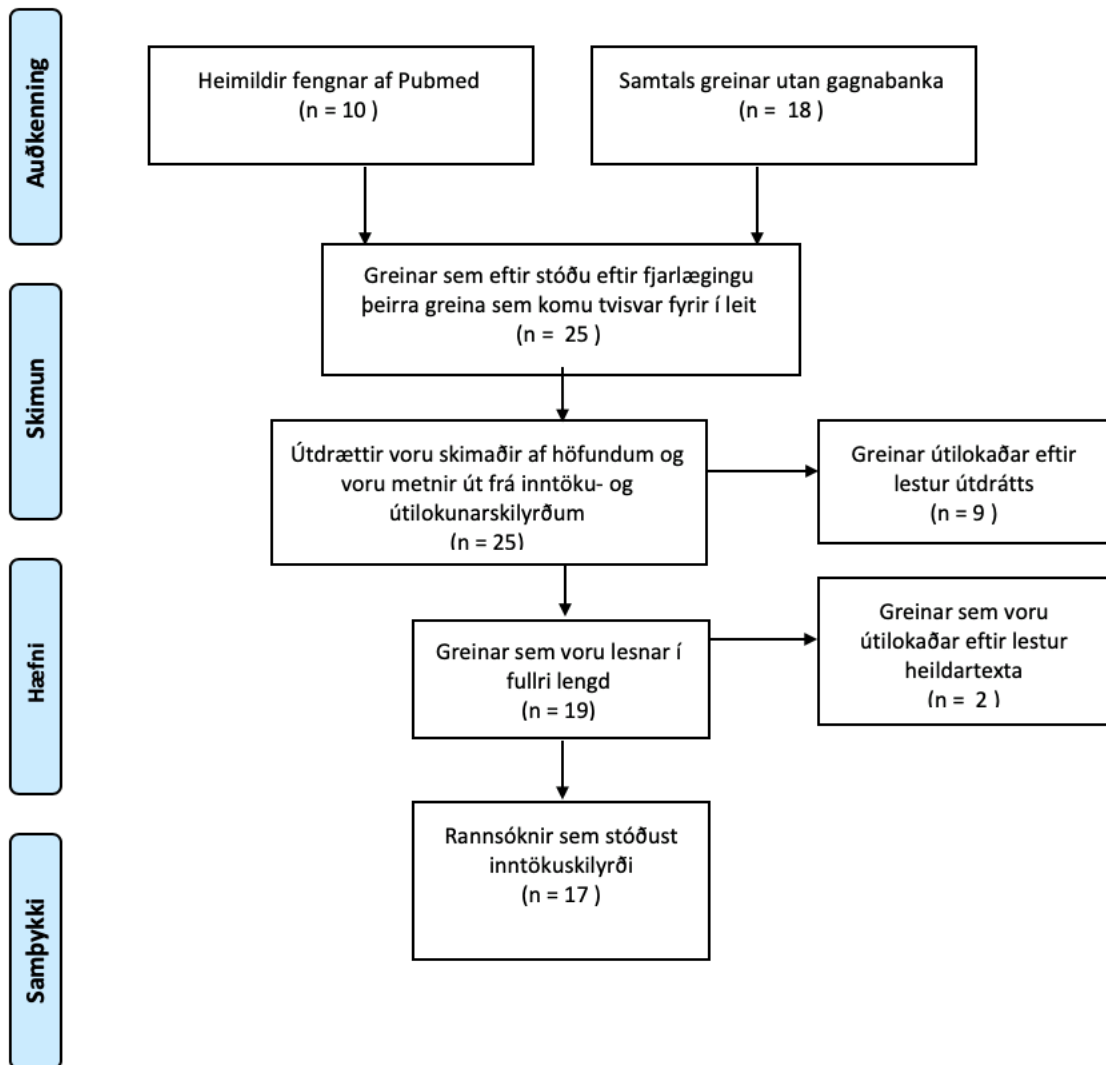 Auðkenning
Heimildir fengnar af Pubmed
(n = 10 )
Samtals greinar utan gagnabanka
(n =  18 )
Skimun
Greinar sem eftir stóðu eftir fjarlægingu
þeirra greina sem komu tvisvar fyrir í leit
(n =  25 )
Útdrættir voru skimaðir af höfundum og
voru metnir út frá inntöku- og
útilokunarskilyrðum
(n = 25)
Greinar útilokaðar eftir
lestur útdrátts
(n = 9 )
Hæfni
Greinar sem voru lesnar í
fullri lengd
(n = 19)
Greinar sem voru
útilokaðar eftir lestur
heildartexta
(n =  2 )
Samþykki
Rannsóknir sem stóðust
inntökuskilyrði
(n = 17 )